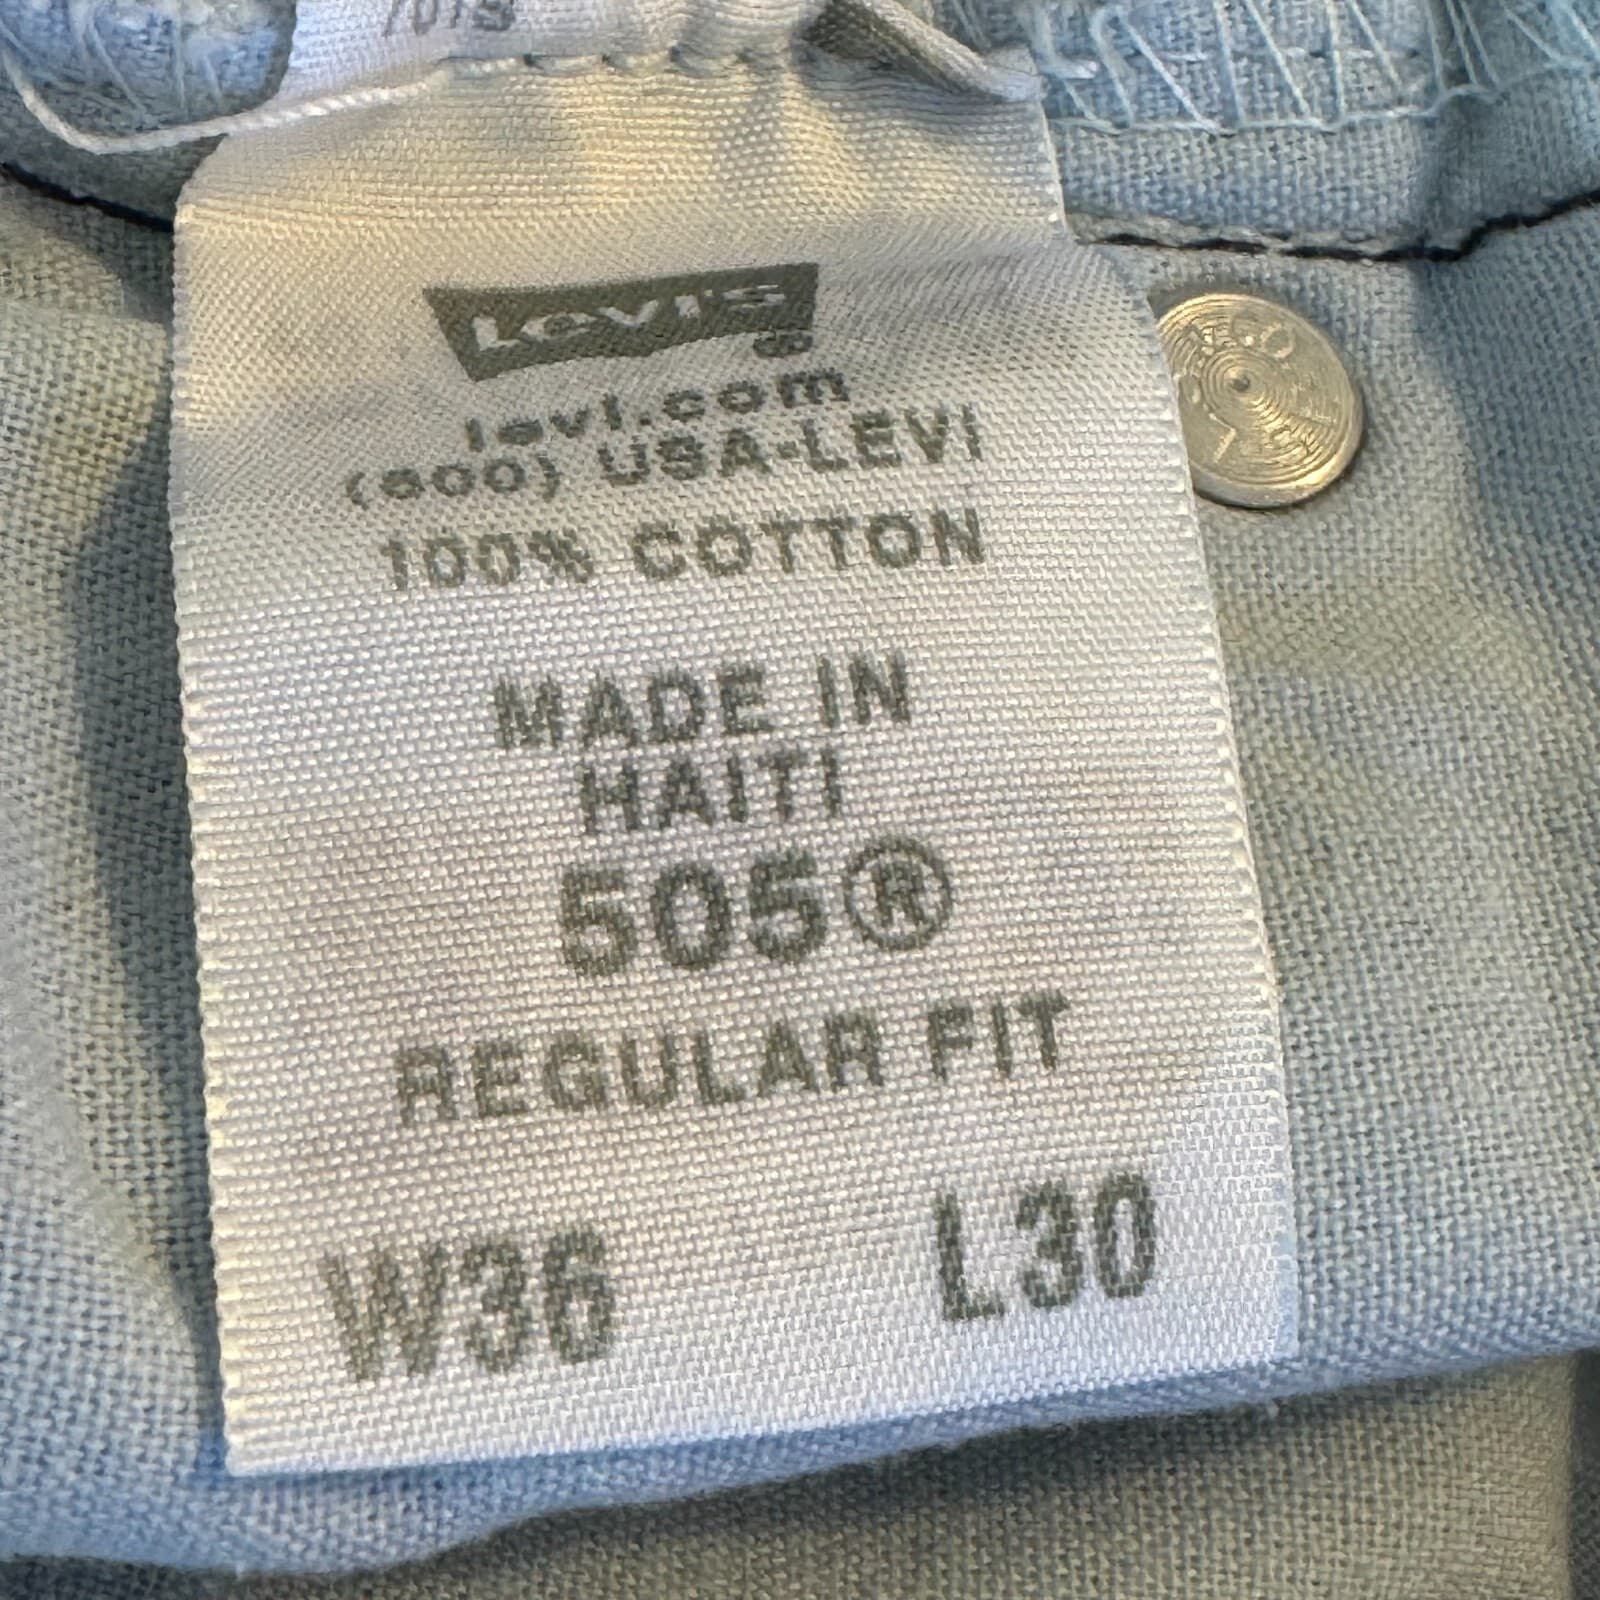 Levi's
®
levi.com
(800) USA-LEVI
100% COTTON
MADE IN
HAITI
505®
REGULAR FIT
W36 L30